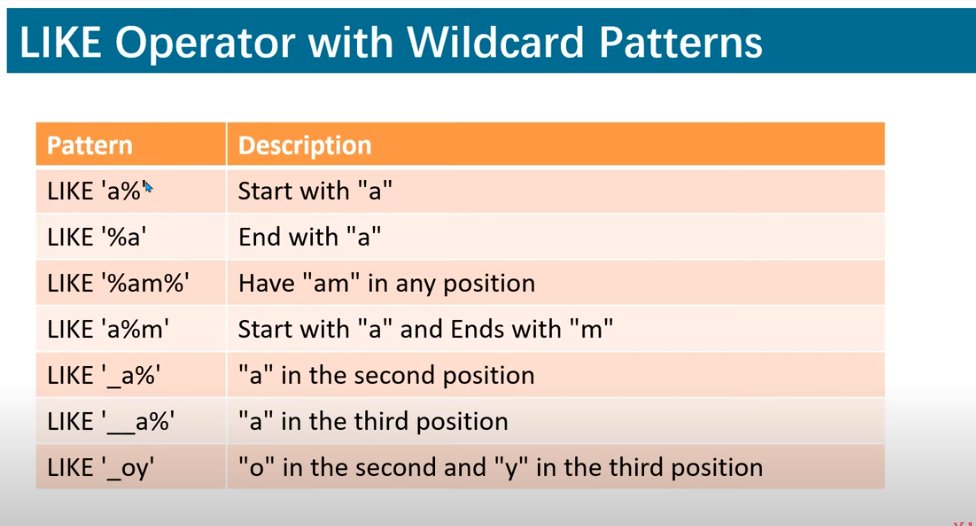 LIKE Operator with Wildcard Patterns
Pattern Description
LIKE 'a%' Start with "a"
LIKE '%a' End with "a"
LIKE '%am%' Have "am" in any position
LIKE 'a%m' Start with "a" and Ends with "m"
LIKE '_a%' "a" in the second position
LIKE '__a%' "a" in the third position
LIKE '_oy' "o" in the second and "y" in the third position